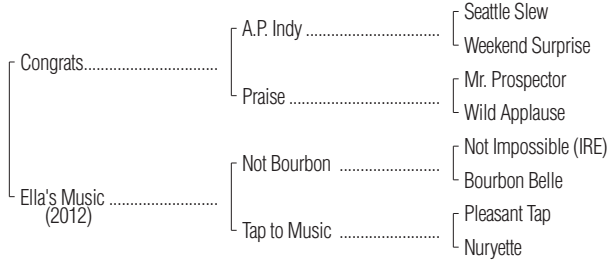 Seattle Slew
A.P. Indy ..............................
Weekend Surprise
Congrats..............................
Mr. Prospector
Praise ..................................
Wild Applause
Not Impossible (IRE)
Not Bourbon ......................
Bourbon Belle
Ella's Music ........................
(2012)
Pleasant Tap
Tap to Music ......................
Nuryette